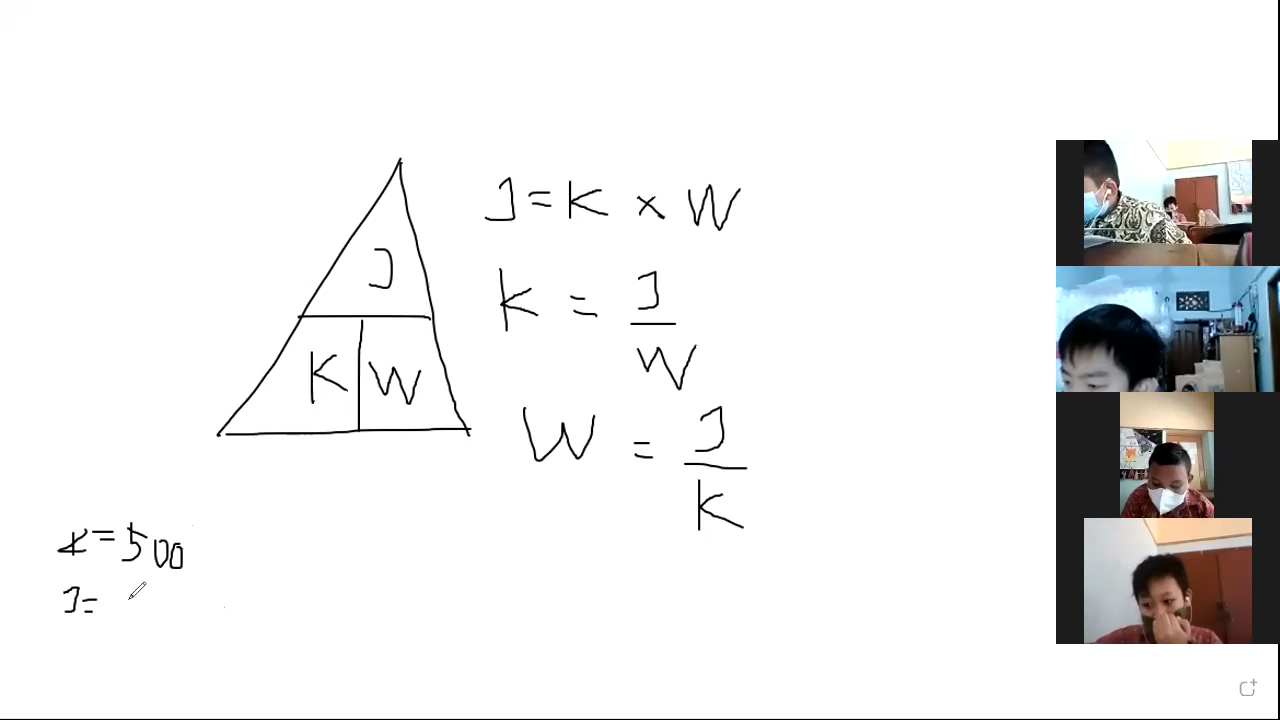 J
K W
J = K × W
K = J
W
W = J
K
K = 500
J =